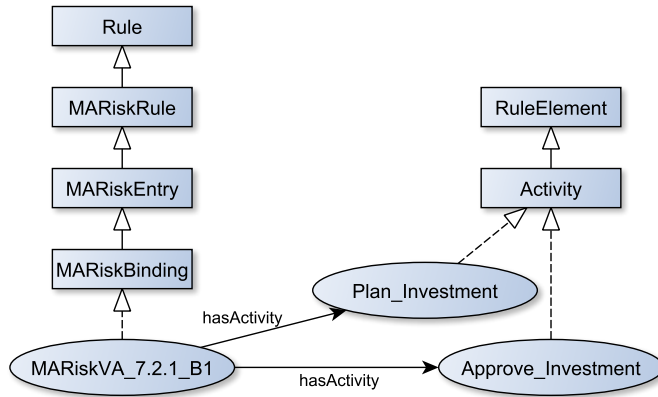 Rule
MARiskRule
RuleElement
MARiskEntry
Activity
MARiskBinding
Plan_Investment
hasActivity
MARiskVA_7.2.1_B1
Approve_Investment
hasActivity